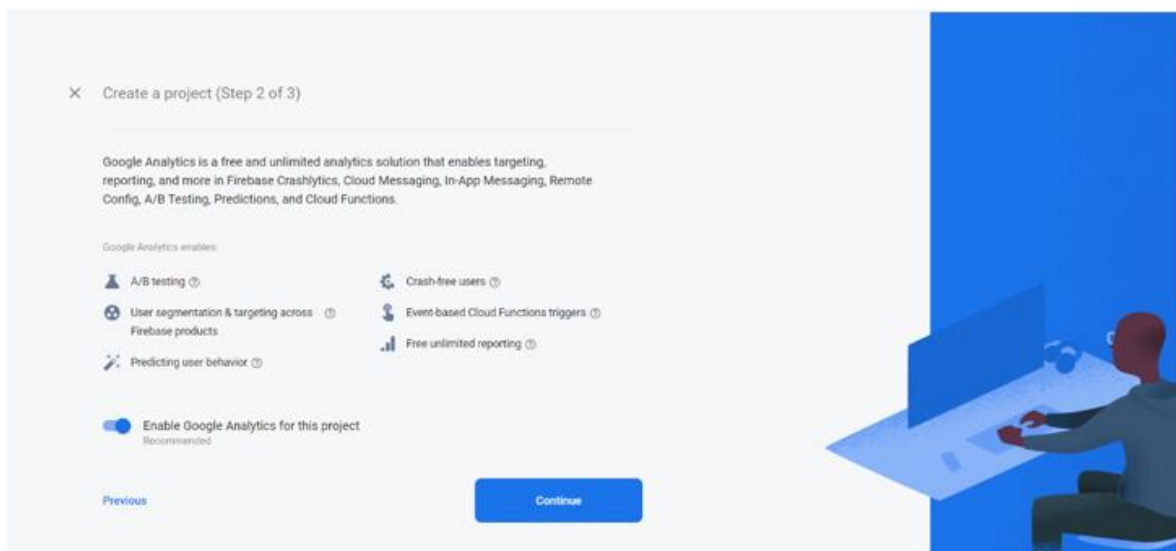 Create a project (Step 2 of 3)
Google Analytics is a free and unlimited analytics solution that enables targeting,
reporting, and more in Firebase Crashlytics, Cloud Messaging, In-App Messaging, Remote
Config, A/B Testing, Predictions, and Cloud Functions.
Google Analytics enables:
A/B testing
User segmentation & targeting across
Firebase products
Predicting user behavior
Crash-free users
Event-based Cloud Functions triggers
Free unlimited reporting
Enable Google Analytics for this project
Recommended
Previous
Continue